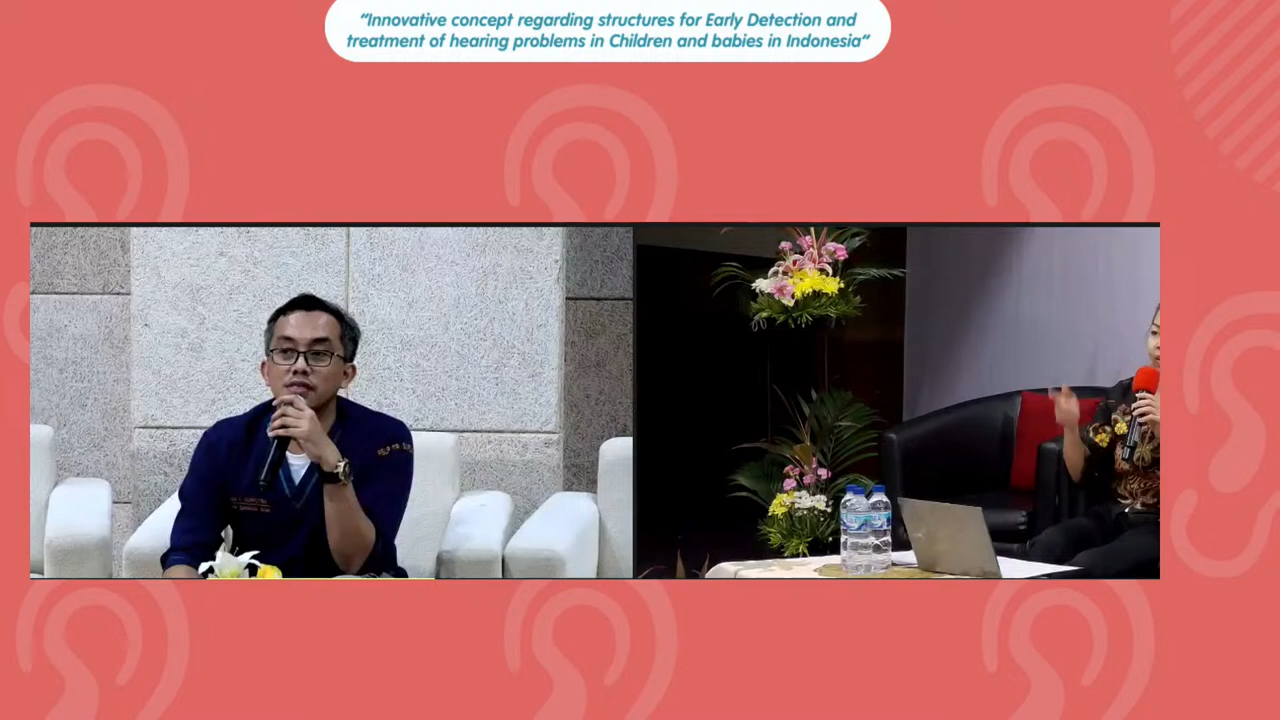 “Innovative concept regarding structures for Early Detection and
treatment of hearing problems in Children and babies in Indonesia”